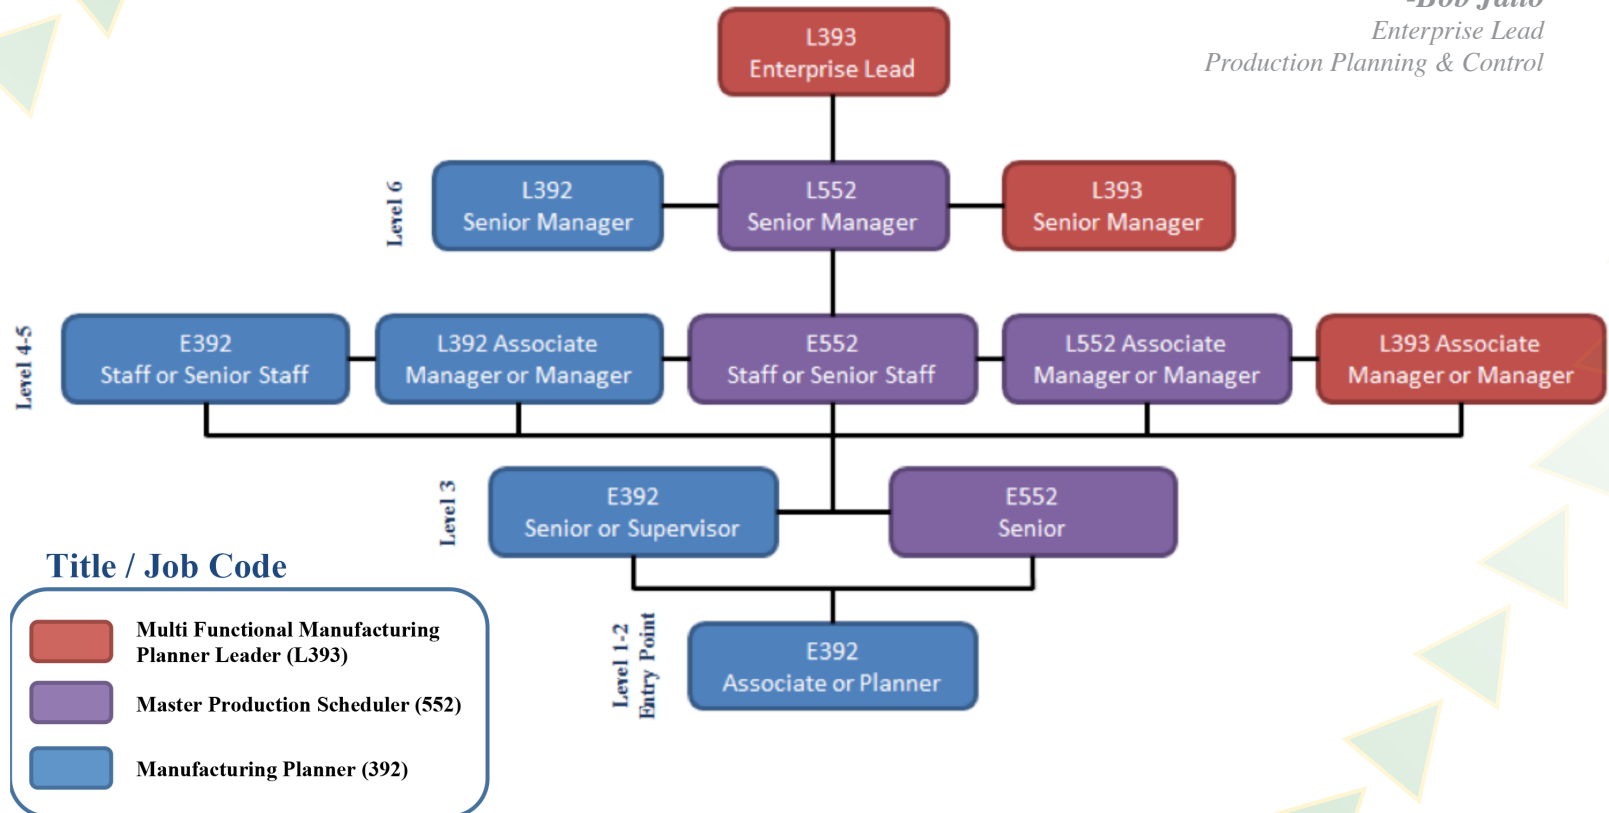 Enterprise Lead
Production Planning & Control
L393
Enterprise Lead
Level 6
L392
Senior Manager
L552
Senior Manager
L393
Senior Manager
Level 4-5
E392
Staff or Senior Staff
L392 Associate
Manager or Manager
E552
Staff or Senior Staff
L552 Associate
Manager or Manager
L393 Associate
Manager or Manager
Level 3
E392
Senior or Supervisor
E552
Senior
Level 1-2
Entry Point
E392
Associate or Planner
Title / Job Code
Multi Functional Manufacturing
Planner Leader (L393)
Master Production Scheduler (552)
Manufacturing Planner (392)